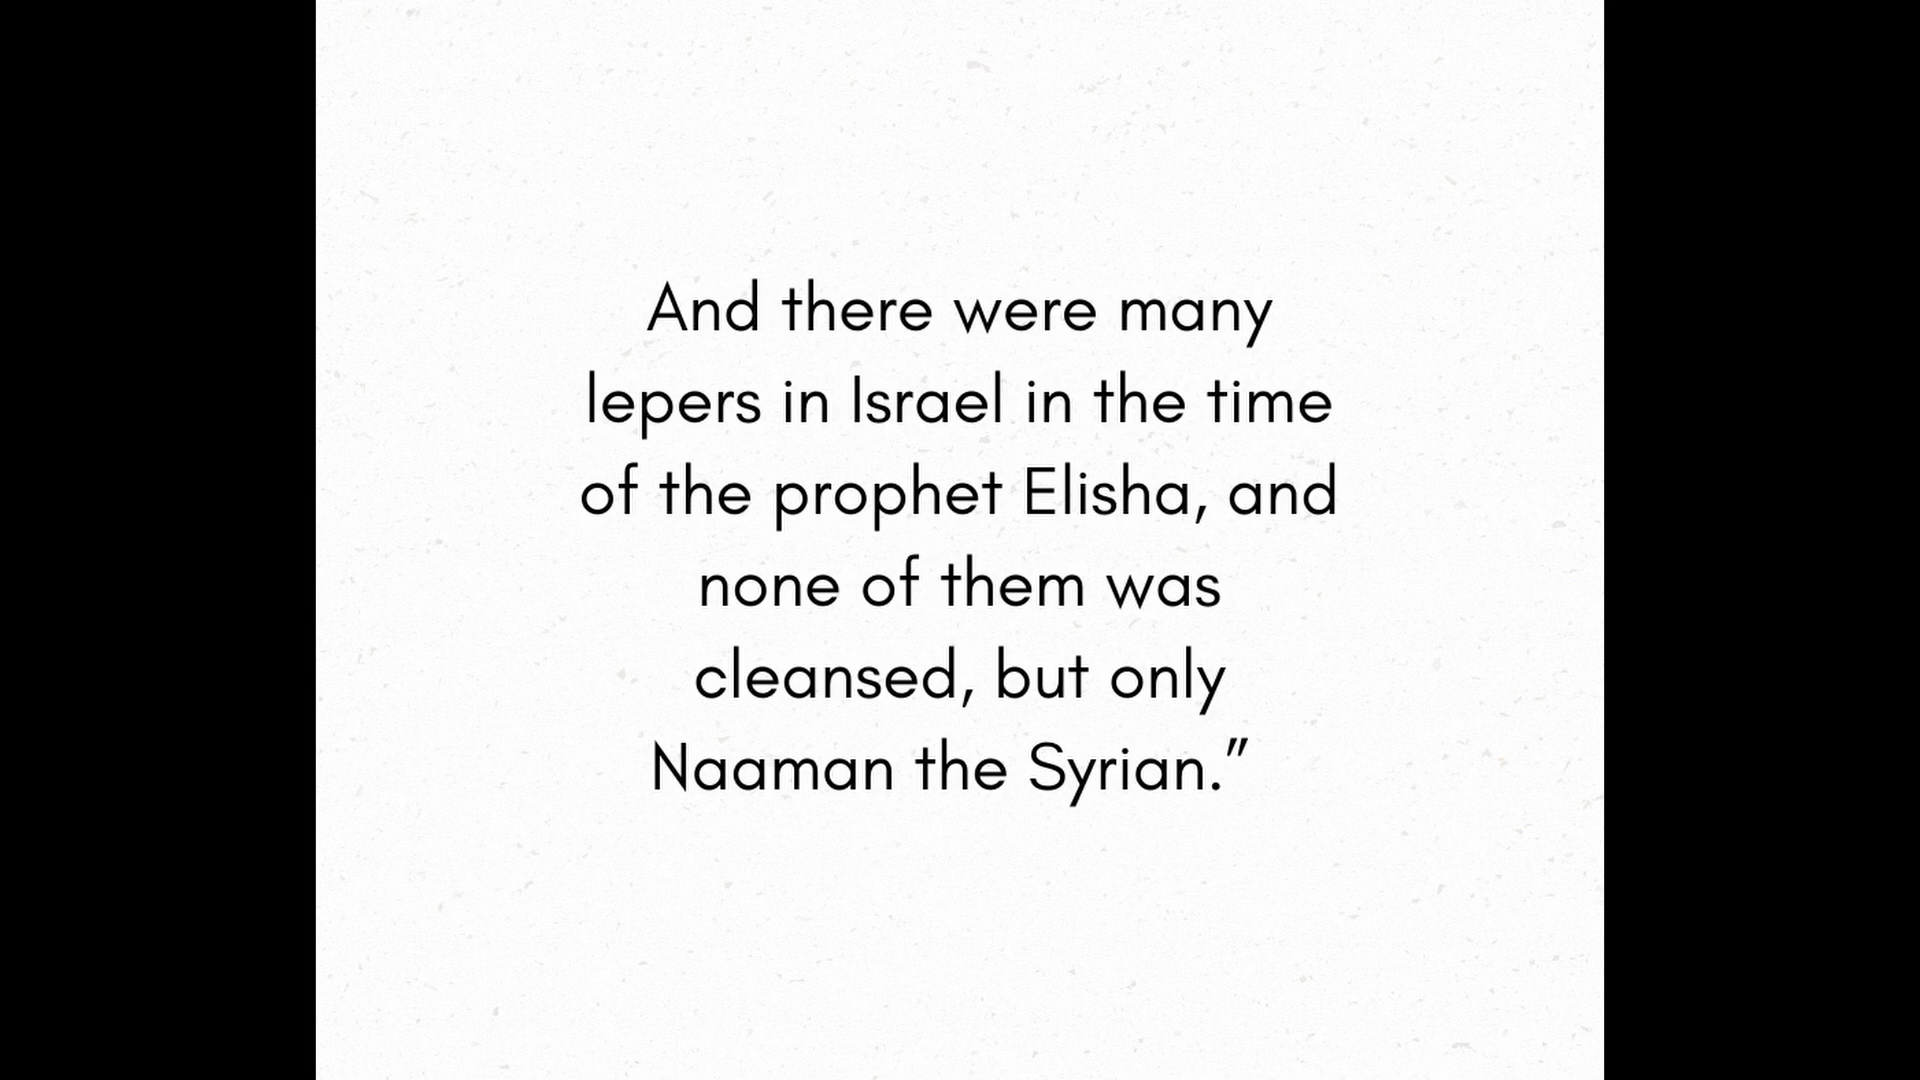 And there were many
lepers in Israel in the time
of the prophet Elisha, and
none of them was
cleansed, but only
Naaman the Syrian.”